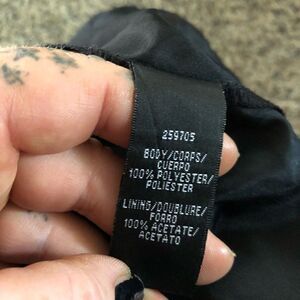 259705
BODY/CORPS/
CUERPO
100% POLYESTER/
POLIESTER
LINING/DOUBLURE/
FORRO
100% ACETATE/
ACETATO